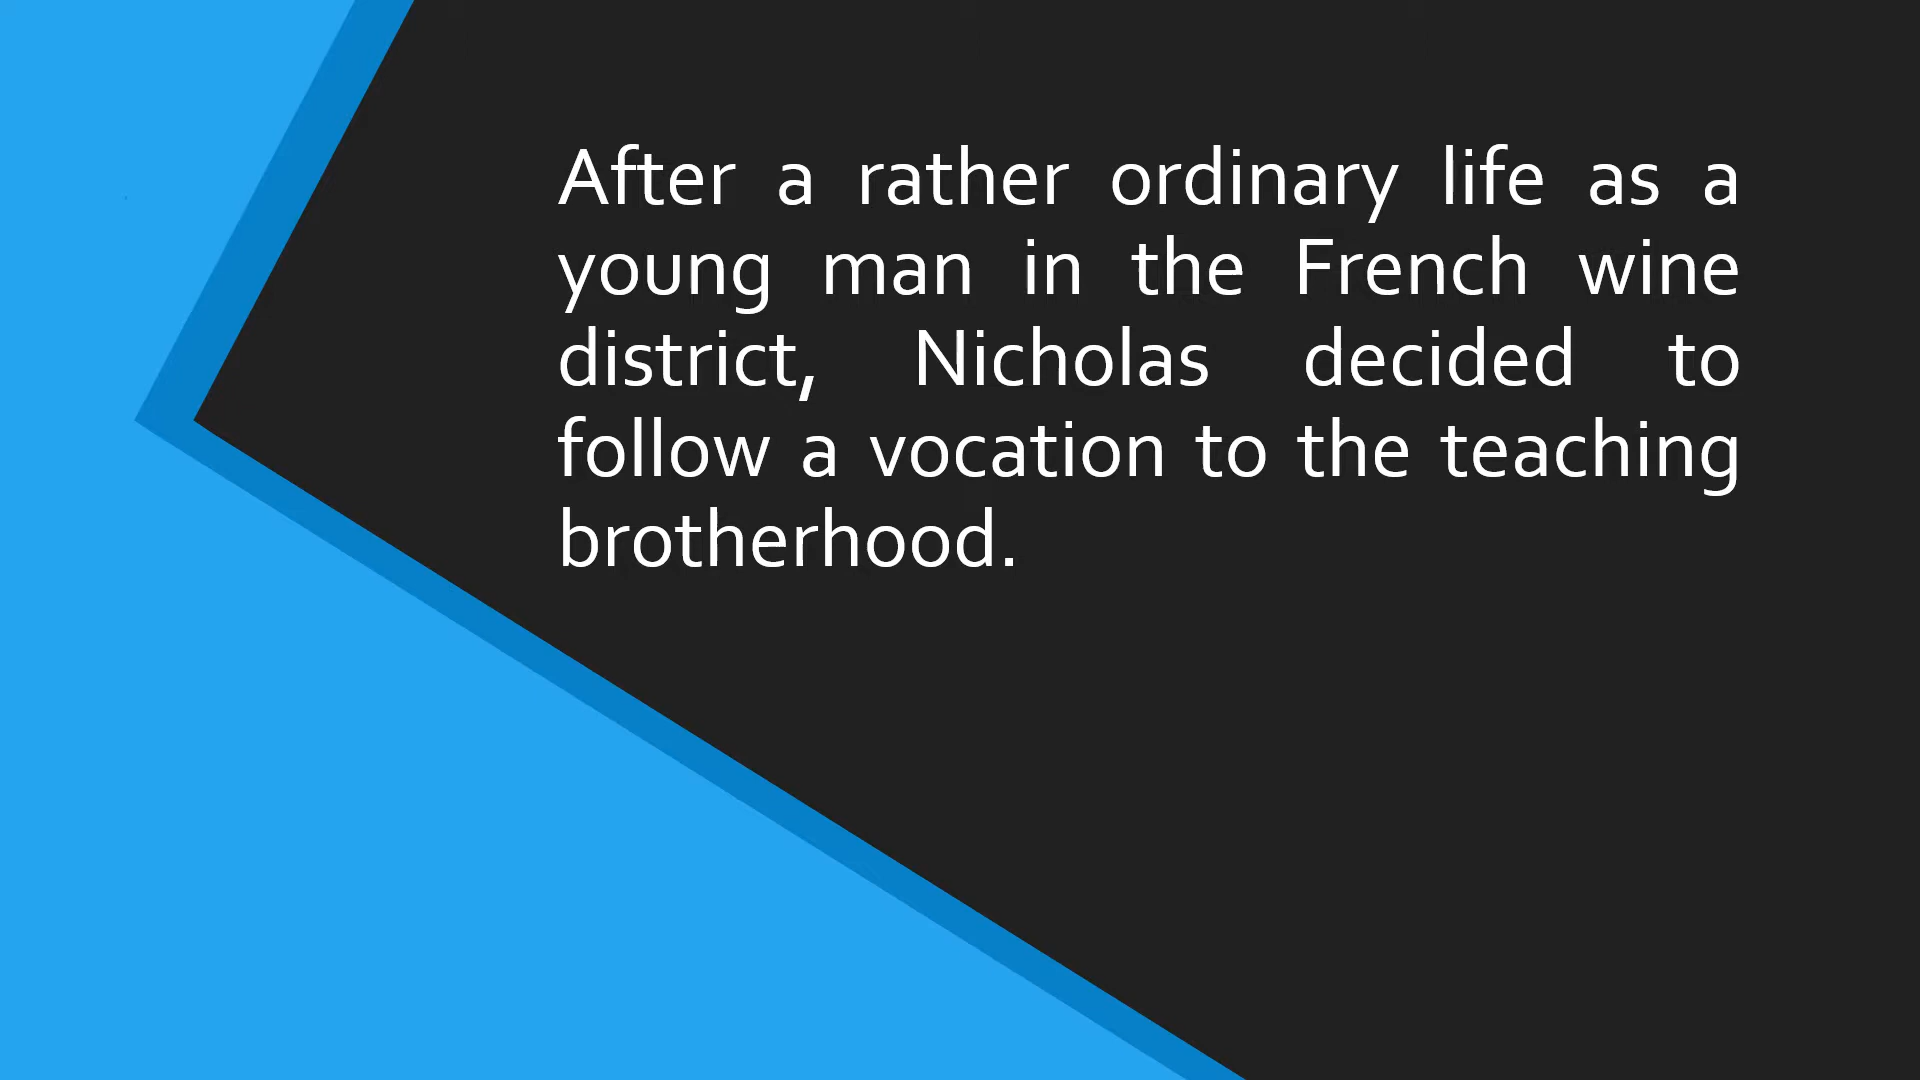 After a rather ordinary life as a
young man in the French wine
district, Nicholas decided to
follow a vocation to the teaching
brotherhood.